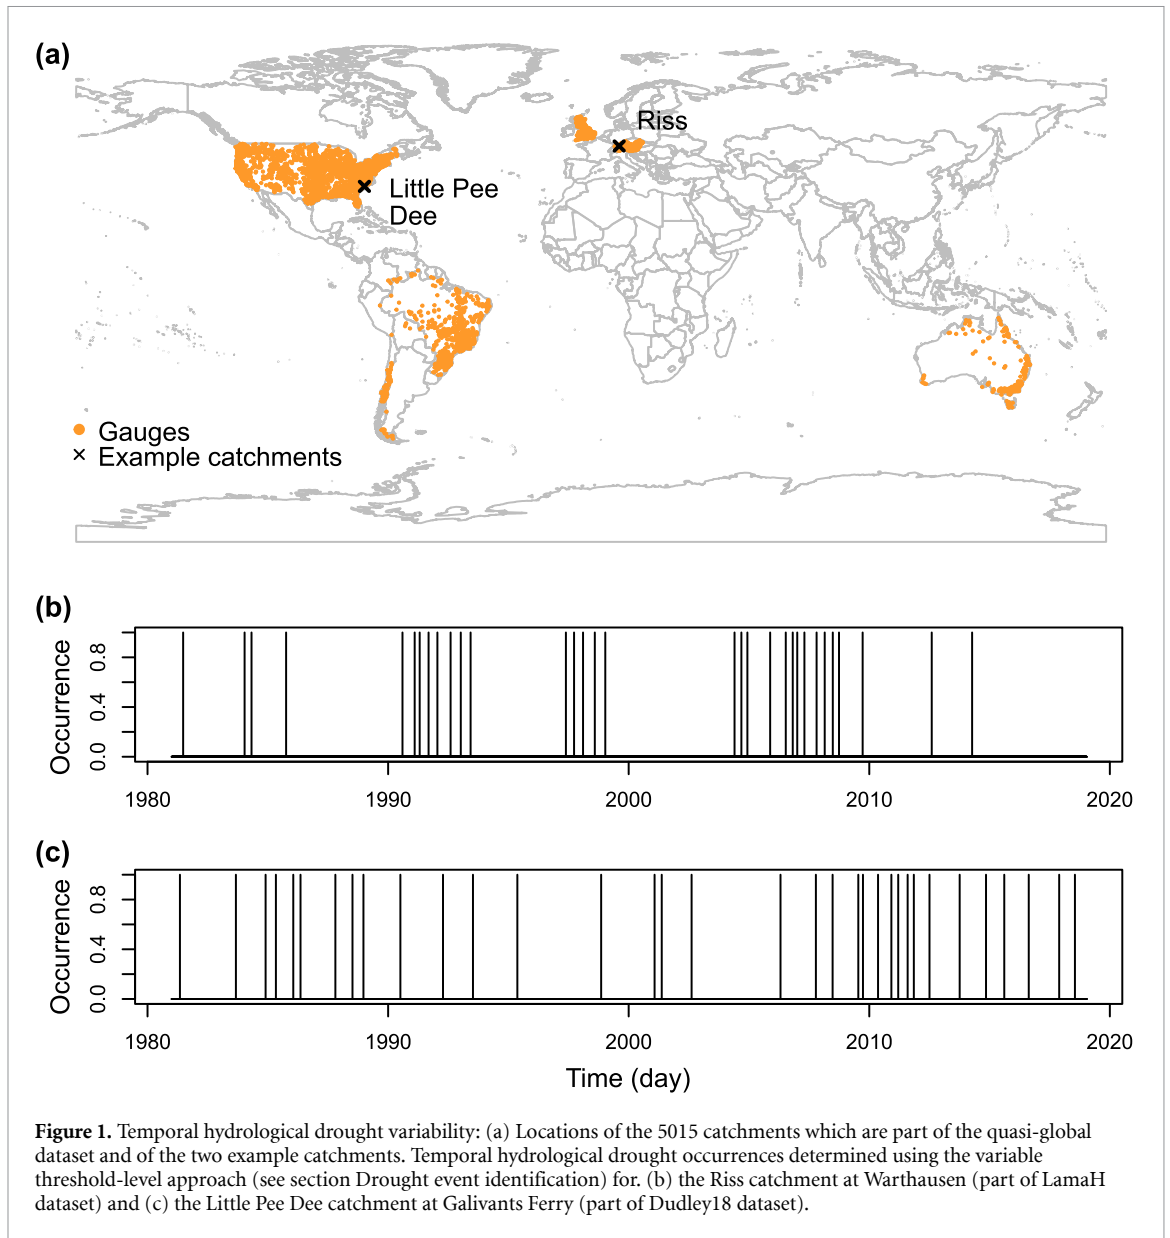 (a)
Riss
Little Pee
Dee
Gauges
Example catchments
(b)
Occurrence
0.0 0.4 0.8
1980 1990 2000 2010 2020
(c)
Occurrence
0.0 0.4 0.8
1980 1990 2000 2010 2020
Time (day)
Figure 1. Temporal hydrological drought variability: (a) Locations of the 5015 catchments which are part of the quasi-global
dataset and of the two example catchments. Temporal hydrological drought occurrences determined using the variable
threshold-level approach (see section Drought event identification) for. (b) the Riss catchment at Warthausen (part of LamaH
dataset) and (c) the Little Pee Dee catchment at Galivants Ferry (part of Dudley18 dataset).